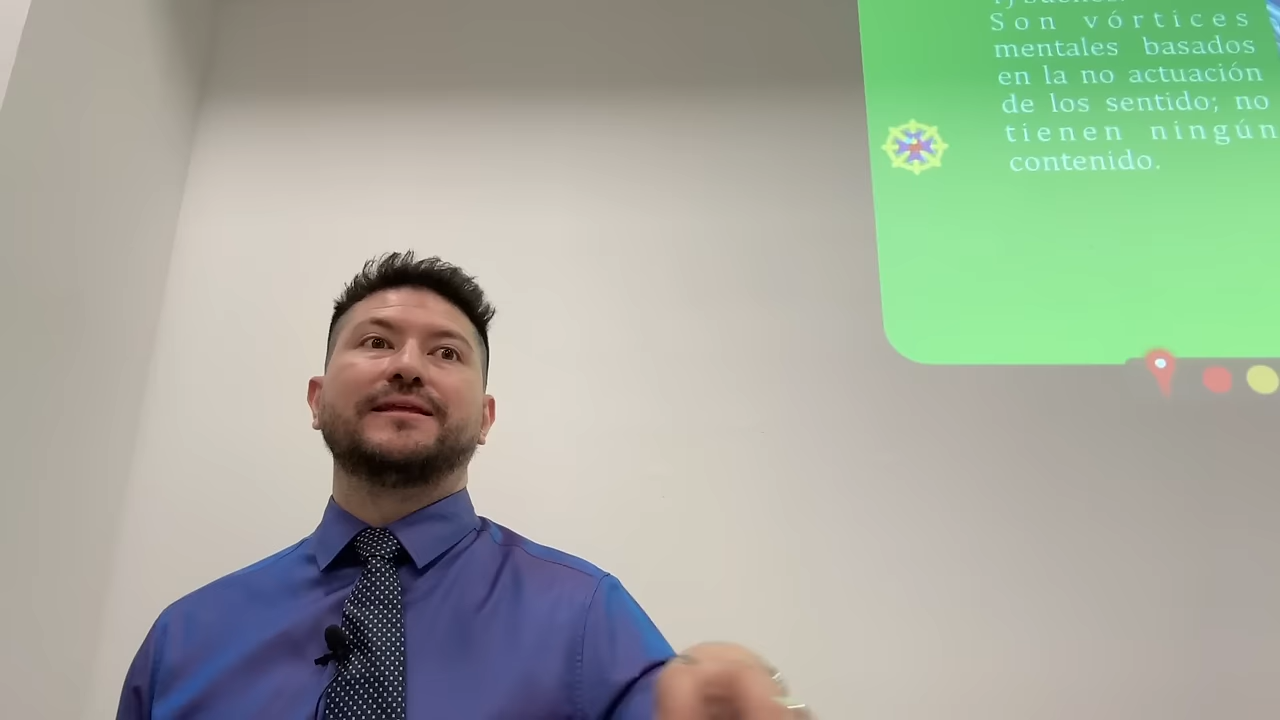 Son vórtices
mentales basados
en la no actuación
de los sentido; no
tienen ningún
contenido.